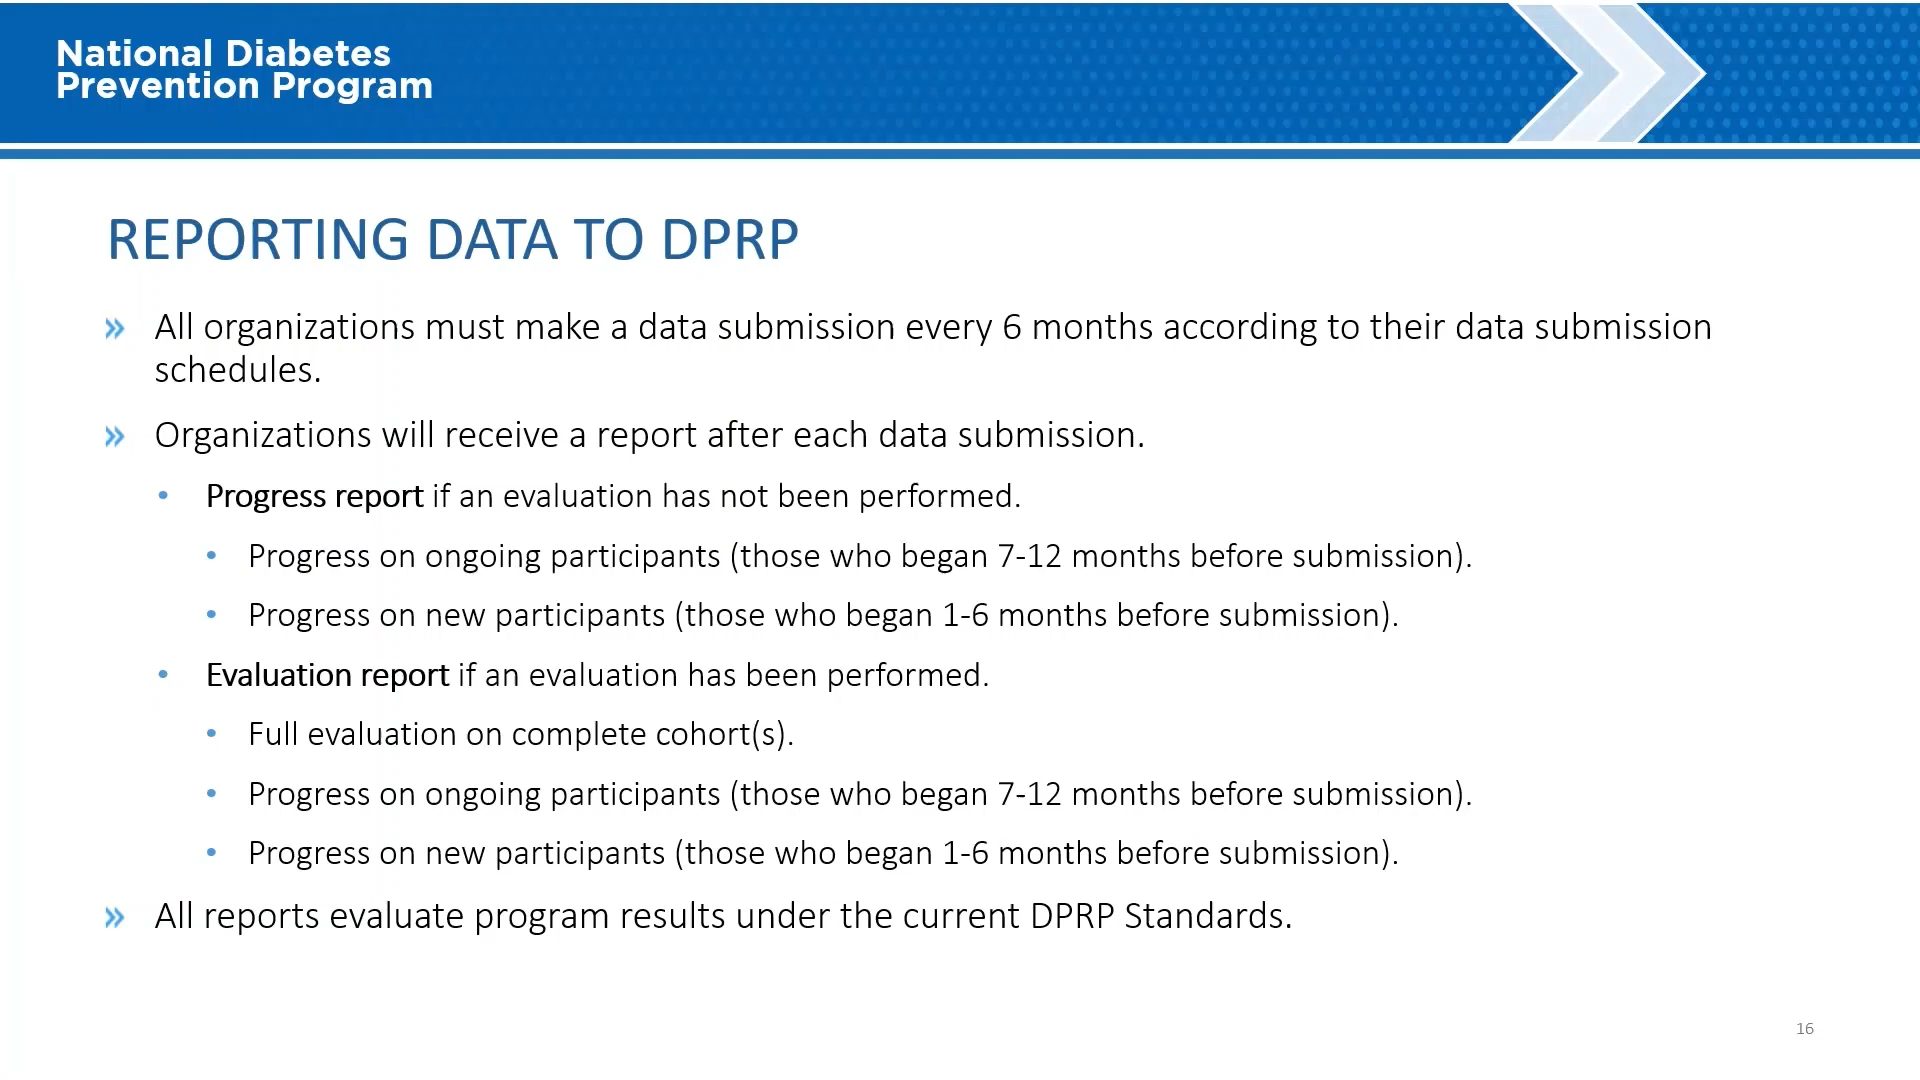 National Diabetes
Prevention Program
REPORTING DATA TO DPRP
» All organizations must make a data submission every 6 months according to their data submission
schedules.
» Organizations will receive a report after each data submission.
• Progress report if an evaluation has not been performed.
• Progress on ongoing participants (those who began 7-12 months before submission).
• Progress on new participants (those who began 1-6 months before submission).
• Evaluation report if an evaluation has been performed.
• Full evaluation on complete cohort(s).
• Progress on ongoing participants (those who began 7-12 months before submission).
• Progress on new participants (those who began 1-6 months before submission).
» All reports evaluate program results under the current DPRP Standards.
16